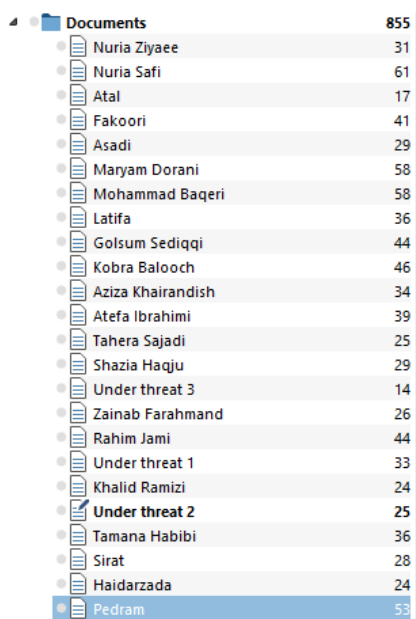 Documents 855
Nuria Ziyaee 31
Nuria Safi 61
Atal 17
Fakoori 41
Asadi 29
Maryam Dorani 58
Mohammad Baqeri 58
Latifa 36
Golsum Sediqqi 44
Kobra Balooch 46
Aziza Khairandish 34
Atefa Ibrahimi 39
Tahera Sajadi 25
Shazia Haqju 29
Under threat 3 14
Zainab Farahmand 26
Rahim Jami 44
Under threat 1 33
Khalid Ramizi 24
Under threat 2 25
Tamana Habibi 36
Sirat 28
Haidarzada 24
Pedram 53